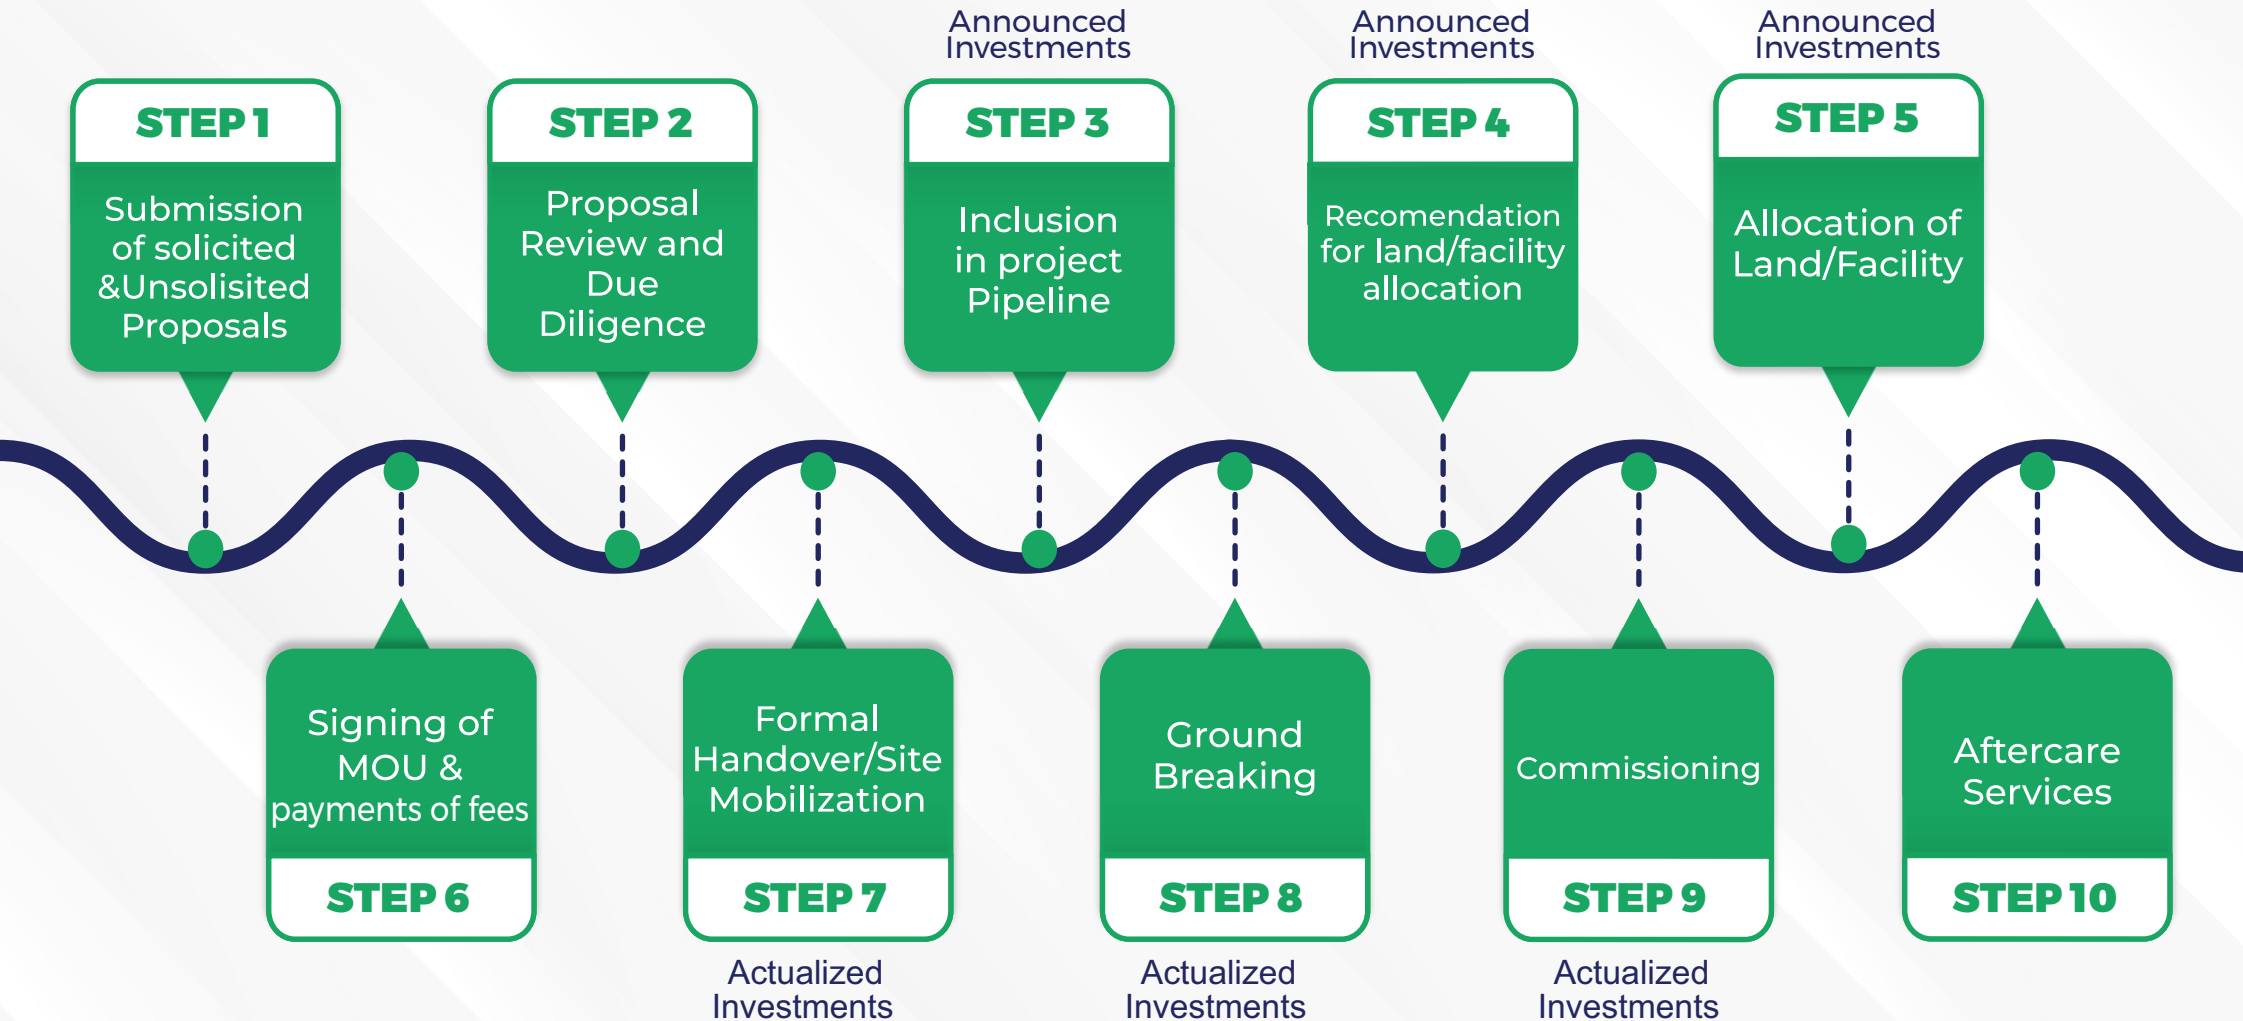 Announced
Investments
Announced
Investments
Announced
Investments
STEP 1
Submission
of solicited
&Unsolisited
Proposals
STEP 2
Proposal
Review and
Due
Diligence
STEP 3
Inclusion
in project
Pipeline
STEP 4
Recomendation
for land/facility
allocation
STEP 5
Allocation of
Land/Facility
Signing of
MOU &
payments of fees
STEP 6
Formal
Handover/Site
Mobilization
STEP 7
Ground
Breaking
STEP 8
Commissioning
STEP 9
Aftercare
Services
STEP 10
Actualized
Investments
Actualized
Investments
Actualized
Investments